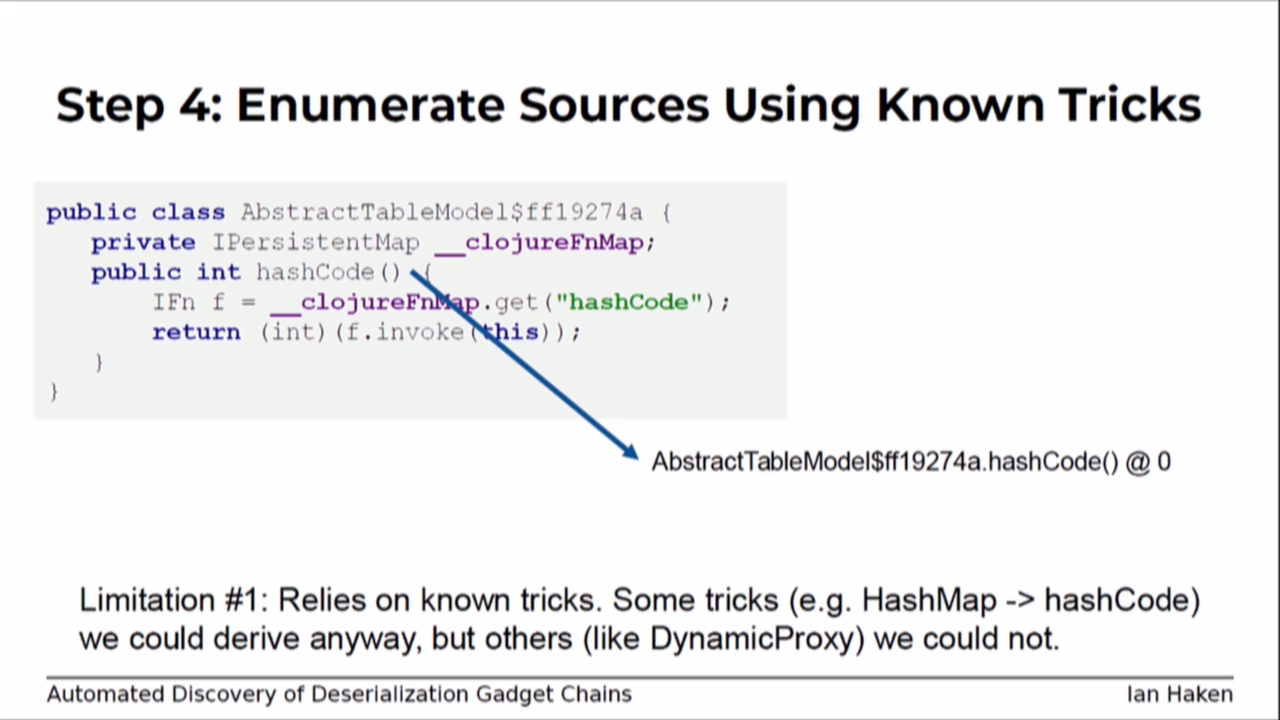 Step 4: Enumerate Sources Using Known Tricks
public class AbstractTableModel$ff19274a {
private IPersistentMap __clojureFnMap;
public int hashCode() {
IFn f = __clojureFnMap.get("hashCode");
return (int)(f.invoke(this));
}
}
AbstractTableModel$ff19274a.hashCode() @ 0
Limitation #1: Relies on known tricks. Some tricks (e.g. HashMap -> hashCode)
we could derive anyway, but others (like DynamicProxy) we could not.
Automated Discovery of Deserialization Gadget Chains
Ian Haken